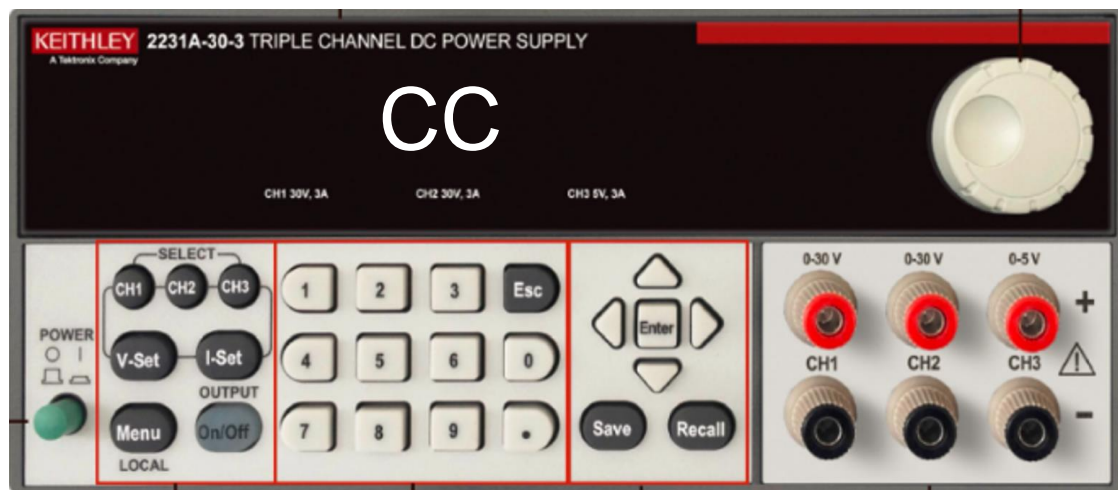 KEITHLEY 2231A-30-3 TRIPLE CHANNEL DC POWER SUPPLY
A Tektronix Company
CC
CH1 30V, 3A CH2 30V, 3A CH3 5V, 3A
SELECT
CH1 CH2 CH3
V-Set I-Set
POWER
OUTPUT
Menu On/Off
LOCAL
1 2 3 Esc
4 5 6 0
7 8 9 .
Enter
Save Recall
0-30 V 0-30 V 0-5 V
+
CH1 CH2 CH3
-